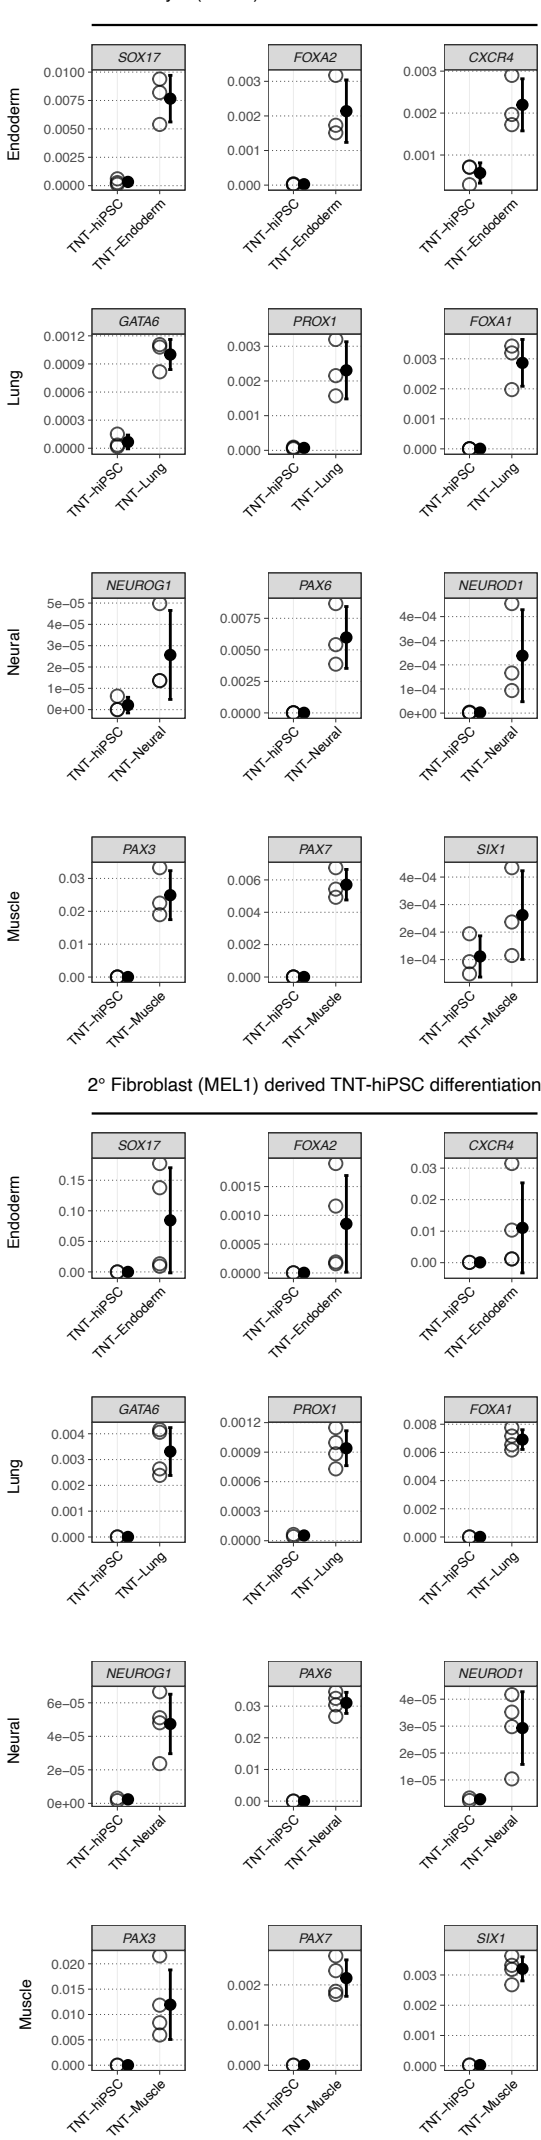 SOX17 FOXA2 CXCR4
Endoderm
0.0100 0.003 0.003
0.0075 0.002 0.002
0.0050 0.001 0.001
0.0025 0.000
0.0000
TNT−hiPSC TNT−Endoderm TNT−hiPSC TNT−Endoderm TNT−hiPSC TNT−Endoderm
GATA6 PROX1 FOXA1
Lung
0.0012 0.003 0.003
0.0009 0.002 0.002
0.0006 0.001 0.001
0.0003 0.000 0.000
0.0000
TNT−hiPSC TNT−Lung TNT−hiPSC TNT−Lung TNT−hiPSC TNT−Lung
NEUROG1 PAX6 NEUROD1
Neural
5e−05 0.0075 4e−04
4e−05 0.0050 3e−04
3e−05 0.0025 2e−04
2e−05 0.0000 1e−04
1e−05 0e+00
0e+00
TNT−hiPSC TNT−Neural TNT−hiPSC TNT−Neural TNT−hiPSC TNT−Neural
PAX3 PAX7 SIX1
Muscle
0.03 0.006 4e−04
0.02 0.004 3e−04
0.01 0.002 2e−04
0.00 0.000 1e−04
TNT−hiPSC TNT−Muscle TNT−hiPSC TNT−Muscle TNT−hiPSC TNT−Muscle
2° Fibroblast (MEL1) derived TNT-hiPSC differentiation
SOX17 FOXA2 CXCR4
Endoderm
0.15 0.0015 0.03
0.10 0.0010 0.02
0.05 0.0005 0.01
0.00 0.0000 0.00
TNT−hiPSC TNT−Endoderm TNT−hiPSC TNT−Endoderm TNT−hiPSC TNT−Endoderm
GATA6 PROX1 FOXA1
Lung
0.004 0.0012 0.008
0.003 0.0009 0.006
0.002 0.0006 0.004
0.001 0.0003 0.002
0.000 0.0000 0.000
TNT−hiPSC TNT−Lung TNT−hiPSC TNT−Lung TNT−hiPSC TNT−Lung
NEUROG1 PAX6 NEUROD1
Neural
6e−05 0.03 4e−05
4e−05 0.02 3e−05
2e−05 0.01 2e−05
0e+00 0.00 1e−05
TNT−hiPSC TNT−Neural TNT−hiPSC TNT−Neural TNT−hiPSC TNT−Neural
PAX3 PAX7 SIX1
Muscle
0.020 0.002 0.003
0.015 0.001 0.002
0.010 0.000 0.001
0.005 0.000
0.000
TNT−hiPSC TNT−Muscle TNT−hiPSC TNT−Muscle TNT−hiPSC TNT−Muscle